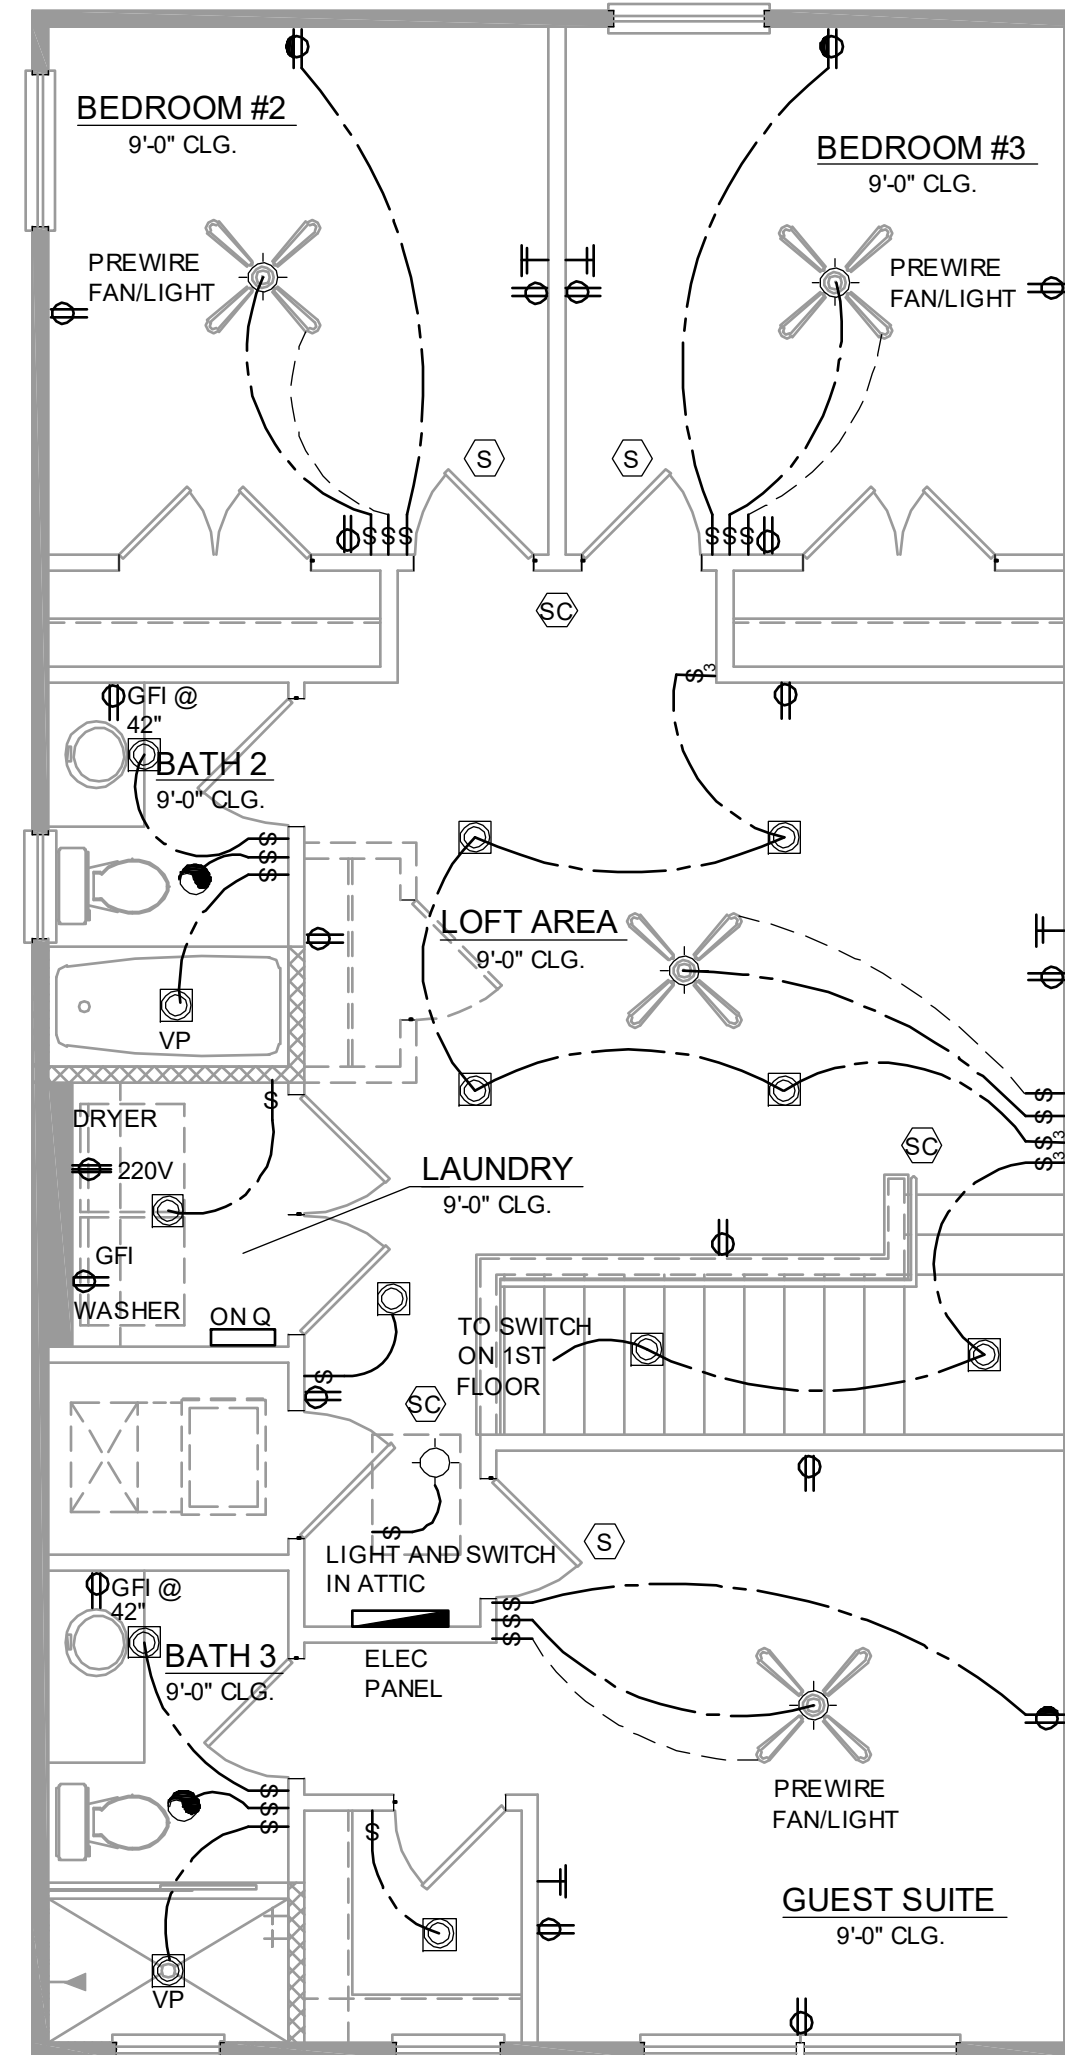 BEDROOM #2
9'-0" CLG.
BEDROOM #3
9'-0" CLG.
PREWIRE
FAN/LIGHT
PREWIRE
FAN/LIGHT
S
S
S S S
S S S
SC
S3
GFI @
42"
BATH 2
9'-0" CLG.
S
S
S
LOFT AREA
9'-0" CLG.
VP
S
DRYER
220V
S
S
S3
S3
SC
LAUNDRY
9'-0" CLG.
GFI
WASHER
ON Q
TO SWITCH
ON 1ST
FLOOR
S
SC
S
LIGHT AND SWITCH
IN ATTIC
S
GFI @
42"
S
S
S
BATH 3
9'-0" CLG.
ELEC
PANEL
S
S
S
PREWIRE
FAN/LIGHT
S
GUEST SUITE
9'-0" CLG.
VP